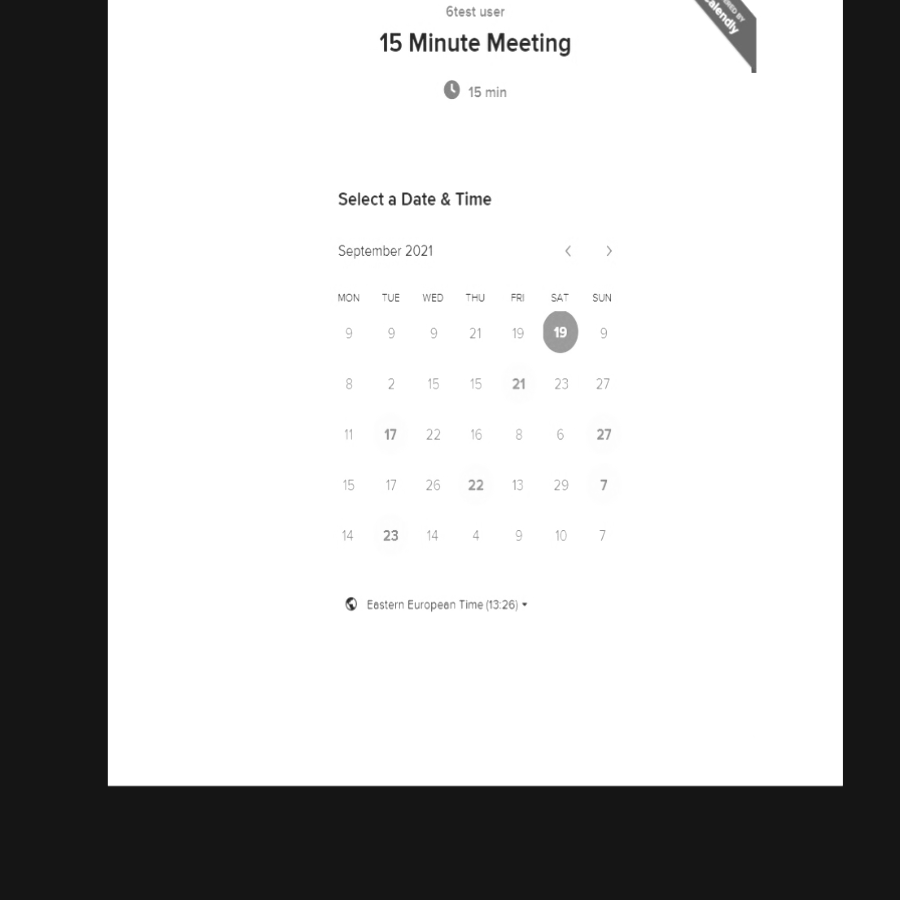 6test user
15 Minute Meeting
15 min
Select a Date & Time
September 2021
MON TUE WED THU FRI SAT SUN
9 9 9 21 19 19 9
8 2 15 15 21 23 27
11 17 22 16 8 6 27
15 17 26 22 13 29 7
14 23 14 4 9 10 7
Eastern European Time (13:26)